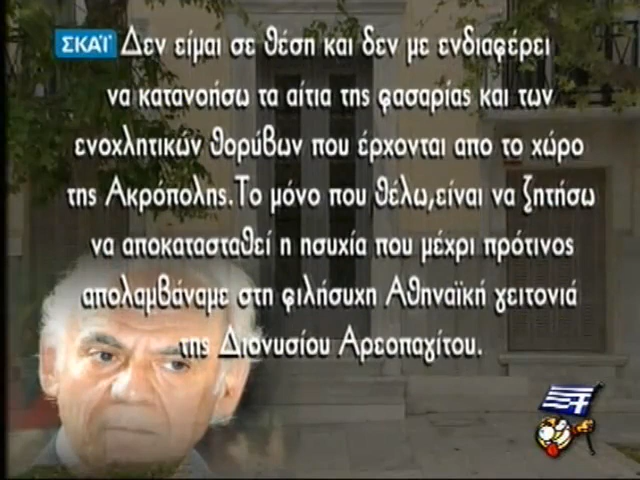 ΣΚΑΪ Δεν είμαι σε θέση και δεν με ενδιαφέρει
να κατανοήσω τα αίτια της φασαρίας και των
ενοχλητικών θορύβων που έρχονται απο το χώρο
της Ακρόπολης.Το μόνο που θέλω,είναι να ζητήσω
να αποκατασταθεί η ησυχία που μέχρι πρότινος
απολαμβάναμε στη φιλήσυχη Αθηναϊκή γειτονιά
της Διονυσίου Αρεοπαγίτου.